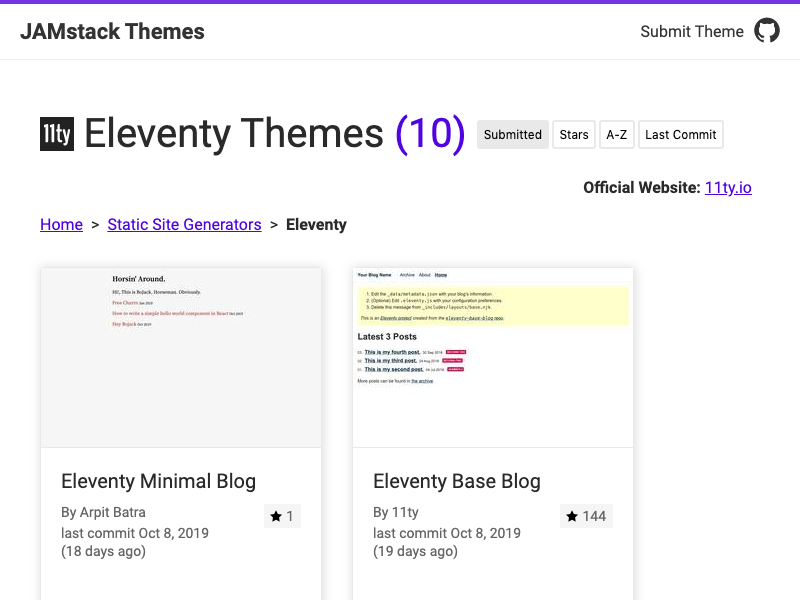 JAMstack Themes
Submit Theme
11ty Eleventy Themes (10)
Submitted Stars A-Z Last Commit
Official Website: 11ty.io
Home > Static Site Generators > Eleventy
Horsin' Around.
Hi!, This is BoJack, Horseman. Obviously.
Free Churro Jan 2019
How to write a simple hello world component in React Oct 2019
Hey Bojack Oct 2019
Eleventy Minimal Blog
By Arpit Batra
★ 1
last commit Oct 8, 2019
(18 days ago)
Your Blog Name Archive About Home
1. Edit the _data/metadata.json with your blog's information.
2. (Optional) Edit .eleventy.js with your configuration preferences.
3. Delete this message from _includes/layouts/base.njk.
This is an Eleventy project created from the eleventy-base-blog repo.
Latest 3 Posts
This is my fourth post.
This is my third post.
This is my second post.
More posts can be found in the archive.
Eleventy Base Blog
By 11ty
★ 144
last commit Oct 8, 2019
(19 days ago)